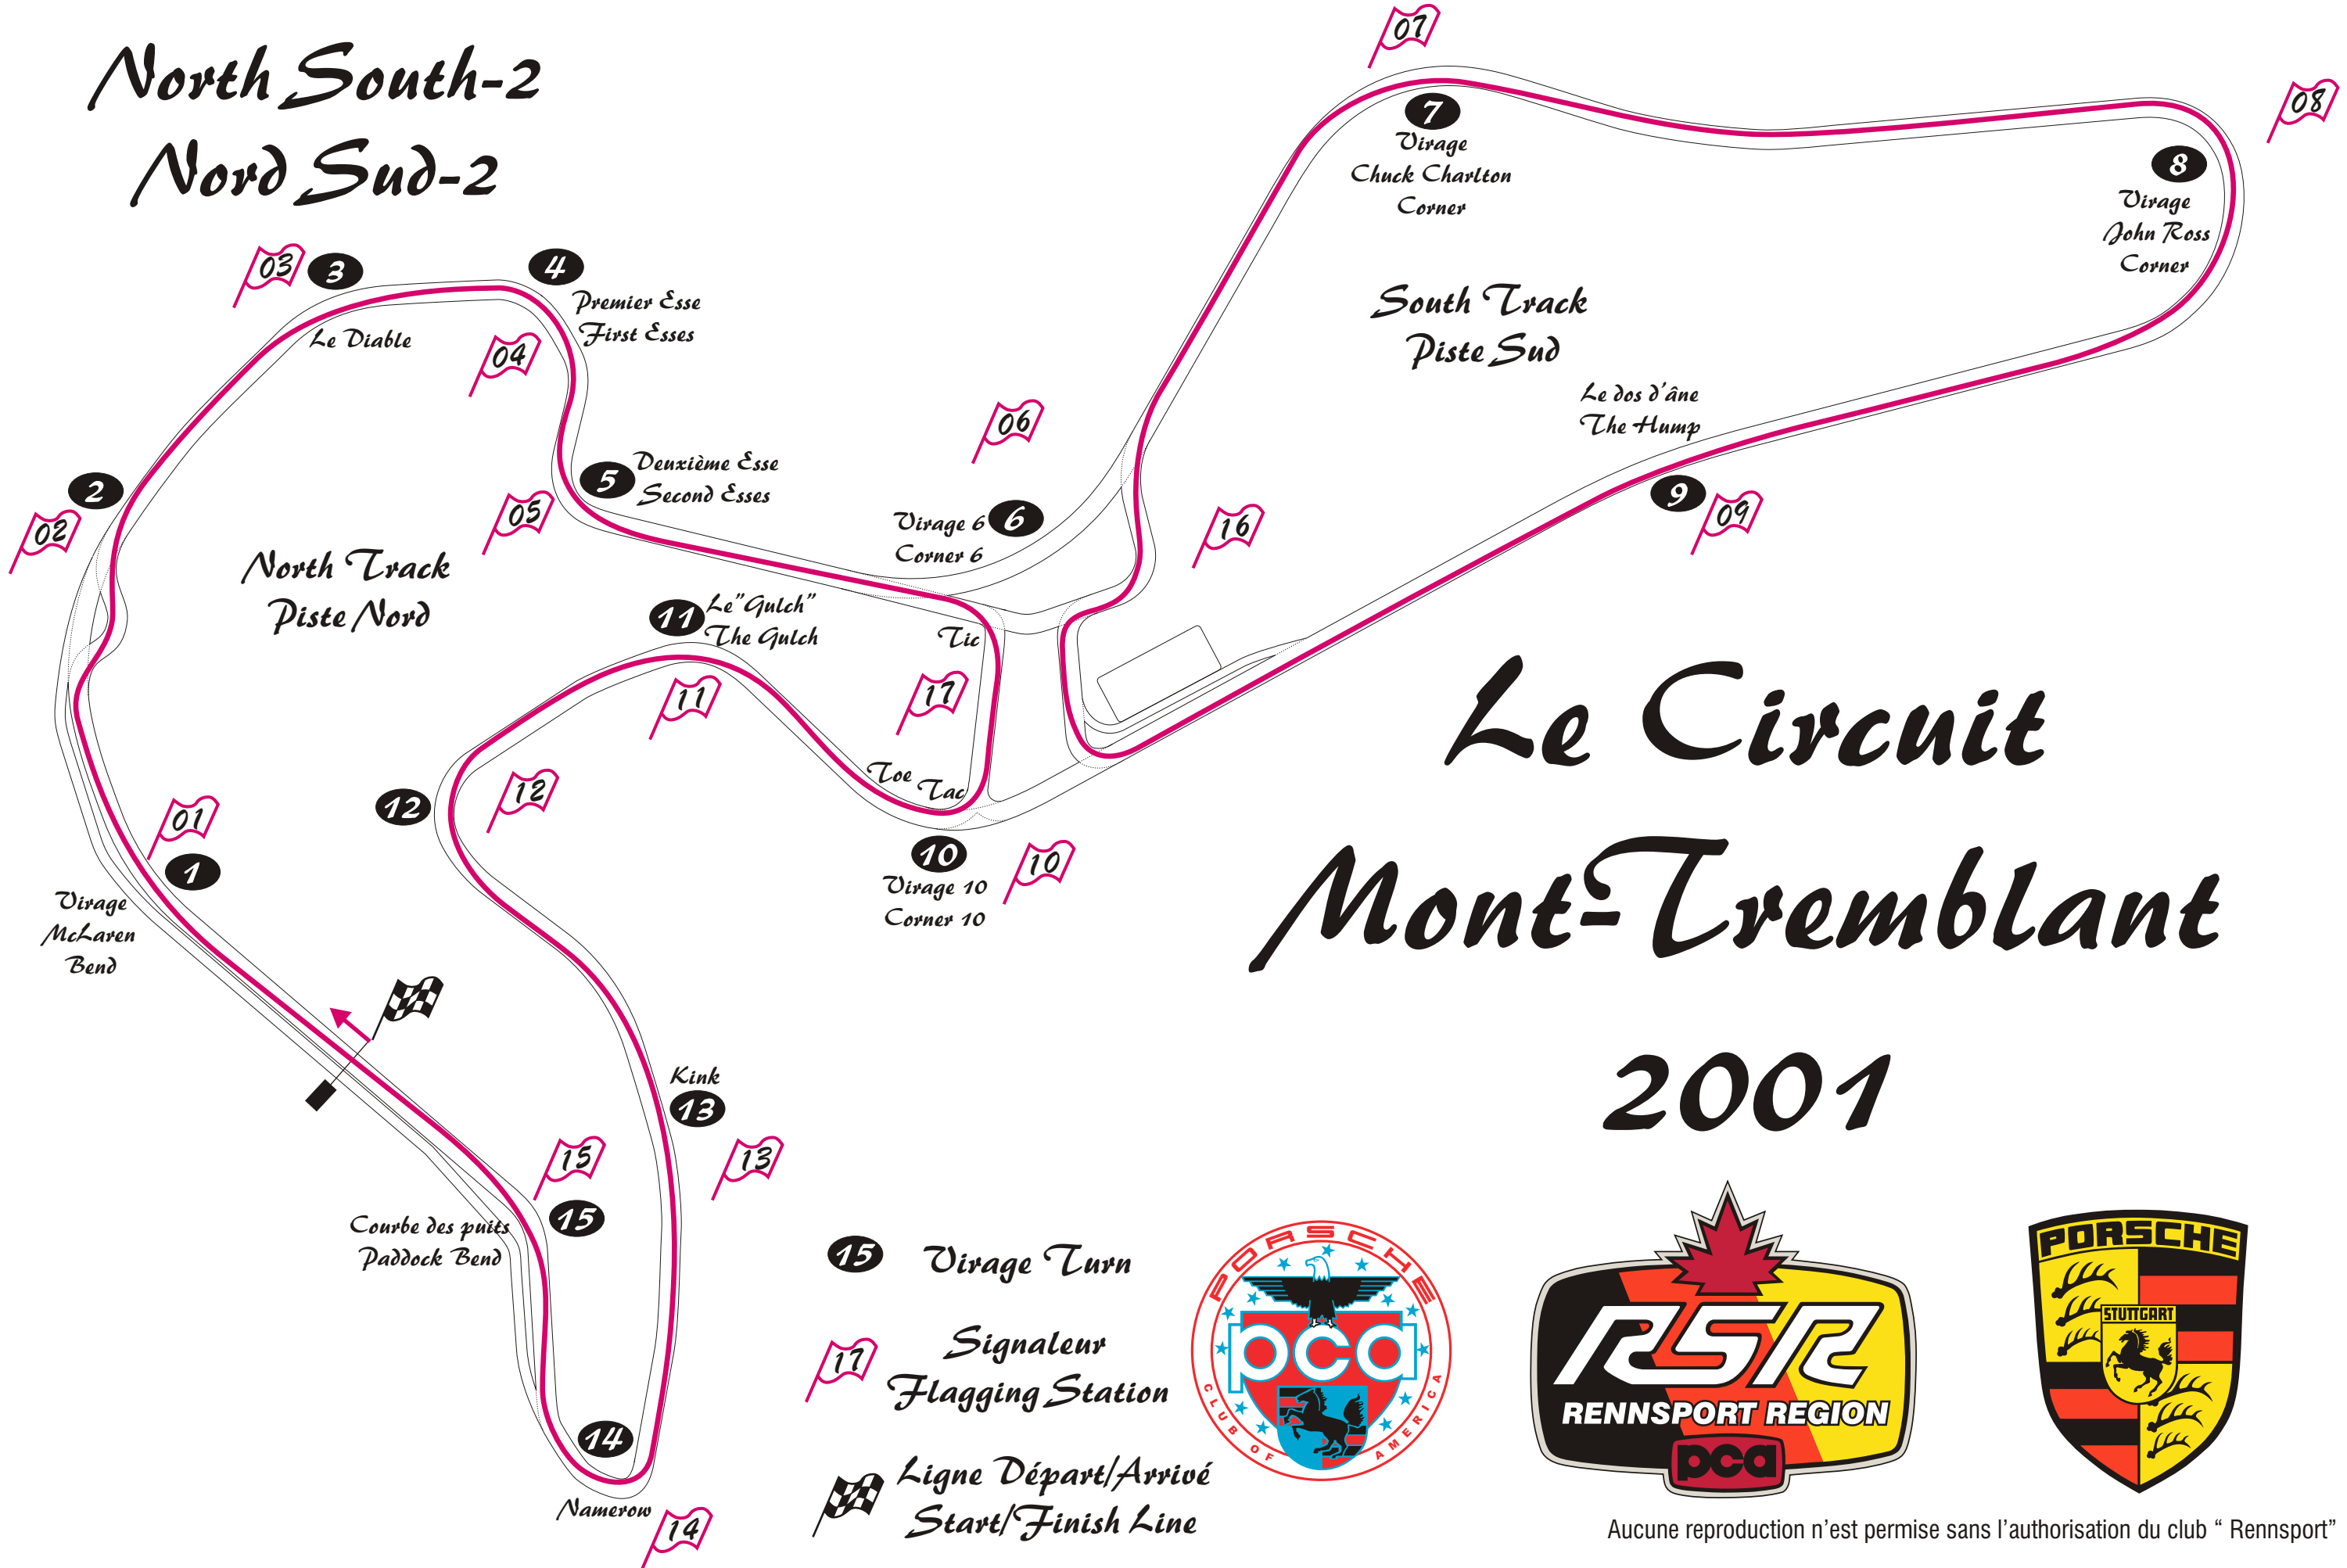 North South-2
Nord Sud-2
07
08
7
Virage
Chuck Charlton
Corner
8
Virage
John Ross
Corner
03
3
Le Diable
4
Premier Esse
First Esses
04
South Track
Piste Sud
Le dos d'âne
The Hump
9
09
06
16
2
02
5
Deuxième Esse
Second Esses
05
Virage 6
Corner 6
6
North Track
Piste Nord
11
Le "Gulch"
The Gulch
Tic
11
17
Toe
Tac
12
12
10
Virage 10
Corner 10
10
01
1
Virage
McLaren
Bend
Le Circuit
Mont-Tremblant
2001
Kink
13
13
15
15
Courbe des puits
Paddock Bend
14
Namerow
14
15
Virage Turn
17
Signaleur
Flagging Station
Ligne Départ/Arrivé
Start/Finish Line
PORSCHE
pca
CLUB OF AMERICA
RSR
RENNSPORT REGION
pca
PORSCHE
STUTTGART
Aucune reproduction n'est permise sans l'authorisation du club " Rennsport"